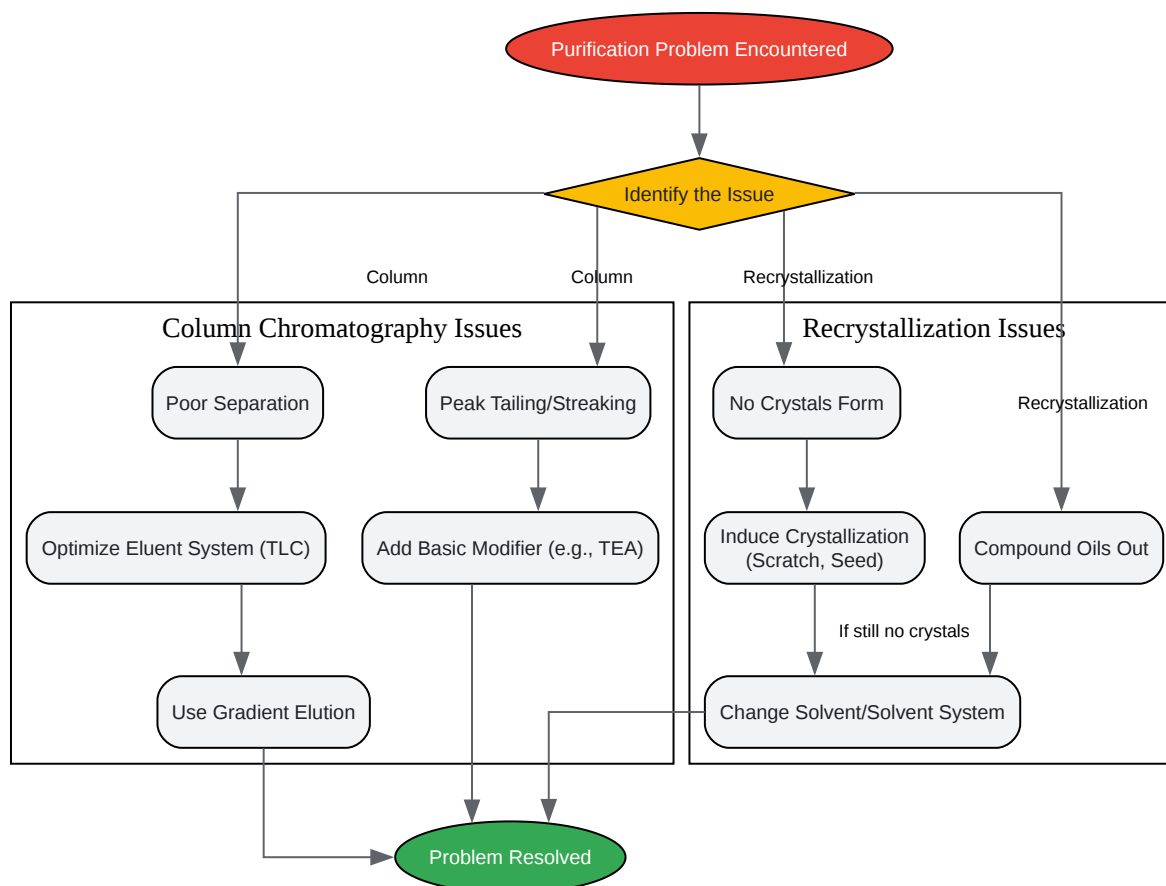 Purification Problem Encountered
Identify the Issue
Column
Column
Recrystallization
Column Chromatography Issues
Recrystallization Issues
Poor Separation
Peak Tailing/Streaking
No Crystals Form
Recrystallization
Optimize Eluent System (TLC)
Add Basic Modifier (e.g., TEA)
Induce Crystallization
(Scratch, Seed)
Compound Oils Out
If still no crystals
Use Gradient Elution
Change Solvent/Solvent System
Problem Resolved